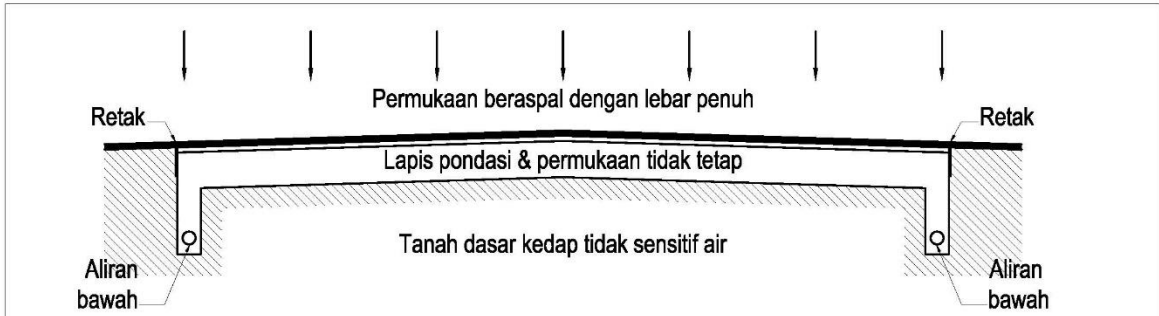 Permukaan beraspal dengan lebar penuh
Retak
Retak
Lapis pondasi & permukaan tidak tetap
Tanah dasar kedap tidak sensitif air
Aliran
bawah
Aliran
bawah